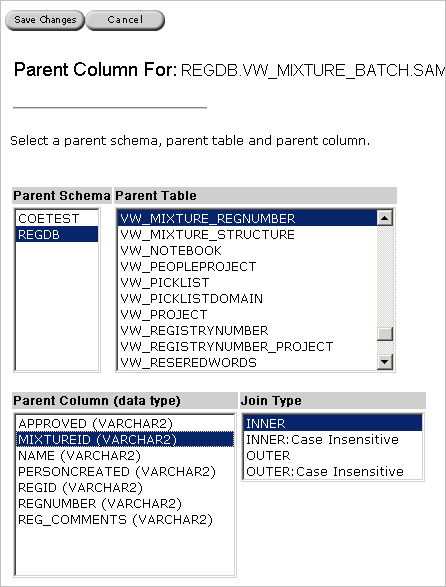 Save Changes Cancel
Parent Column For: REGDB.VW_MIXTURE_BATCH.SAM
Select a parent schema, parent table and parent column.
Parent Schema Parent Table
COETEST
REGDB
VW_MIXTURE_REGNUMBER
VW_MIXTURE_STRUCTURE
VW_NOTEBOOK
VW_PEOPLEPROJECT
VW_PICKLIST
VW_PICKLISTDOMAIN
VW_PROJECT
VW_REGISTRYNUMBER
VW_REGISTRYNUMBER_PROJECT
VW_RESEREDWORDS
Parent Column (data type)
APPROVED (VARCHAR2)
MIXTUREID (VARCHAR2)
NAME (VARCHAR2)
PERSONCREATED (VARCHAR2)
REGID (VARCHAR2)
REGNUMBER (VARCHAR2)
REG_COMMENTS (VARCHAR2)
Join Type
INNER
INNER:Case Insensitive
OUTER
OUTER:Case Insensitive